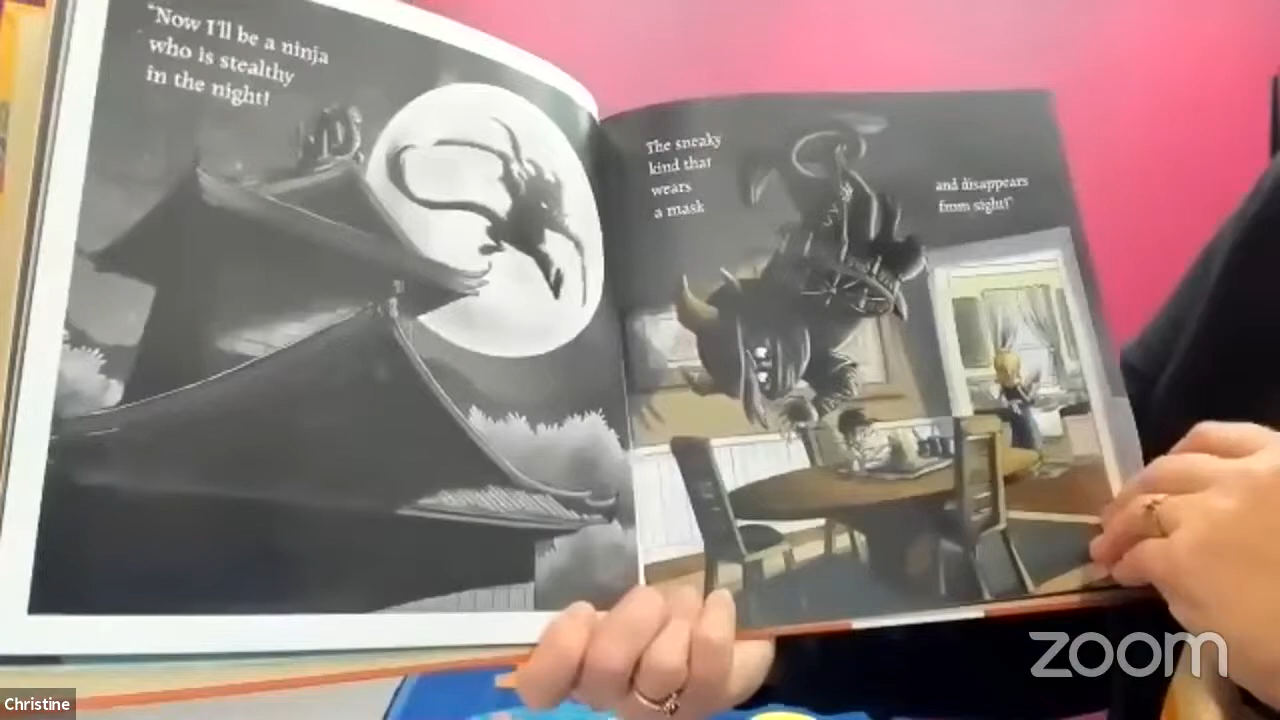 "Now I'll be a ninja
who is stealthy
in the night!
The sneaky
kind that
wears
a mask
and disappears
from sight!"
zoom
Christine